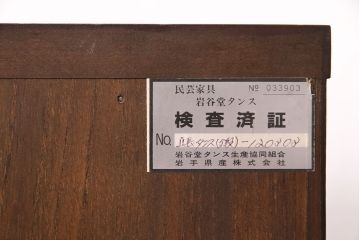 民芸家具 № 033903
岩谷堂タンス
検査済証
No.
岩谷堂タンス生産協同組合
岩手県産株式会社